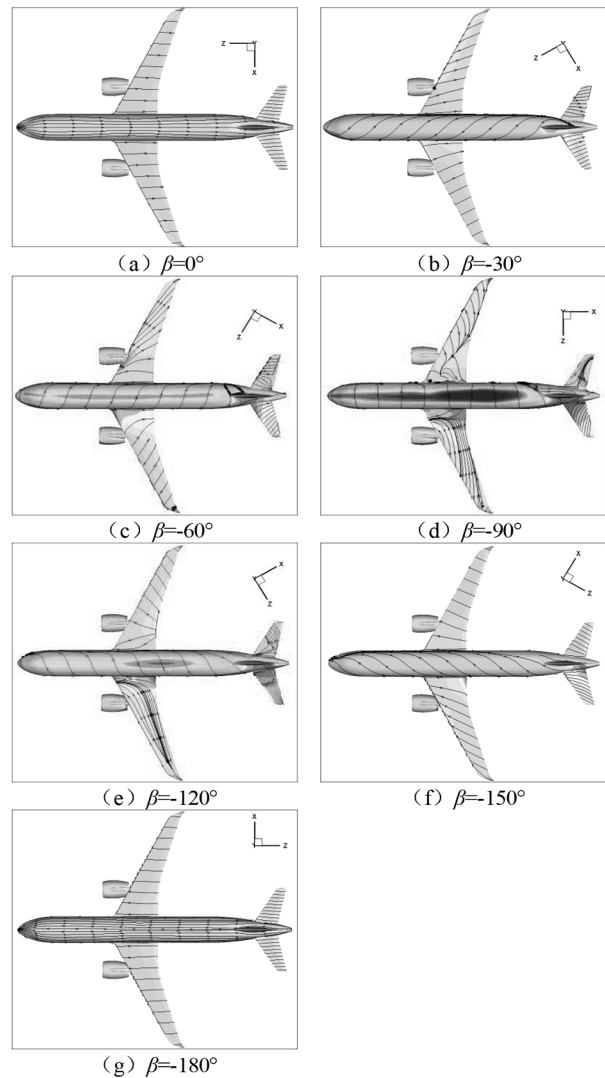 z
x
（a）β=0°
z
x
（b）β=-30°
x
z
（c）β=-60°
x
z
（d）β=-90°
x
z
（e）β=-120°
x
z
（f）β=-150°
x
z
（g）β=-180°